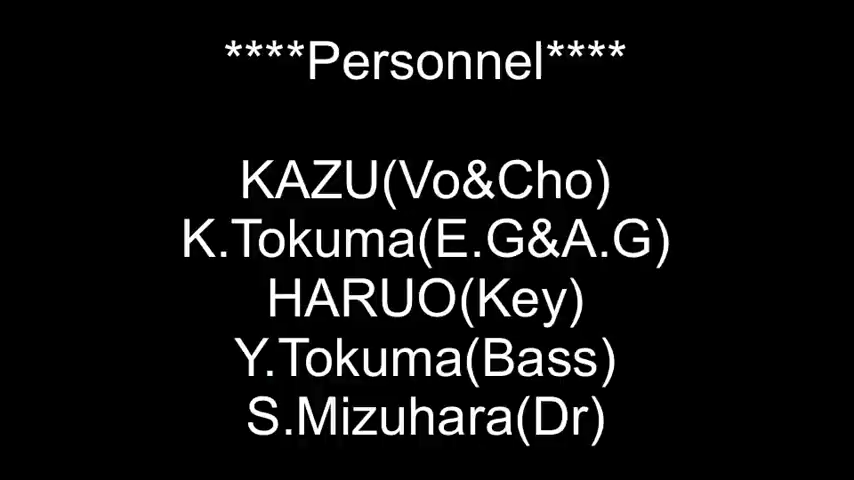 ****Personnel****
KAZU(Vo&Cho)
K.Tokuma(E.G&A.G)
HARUO(Key)
Y.Tokuma(Bass)
S.Mizuhara(Dr)